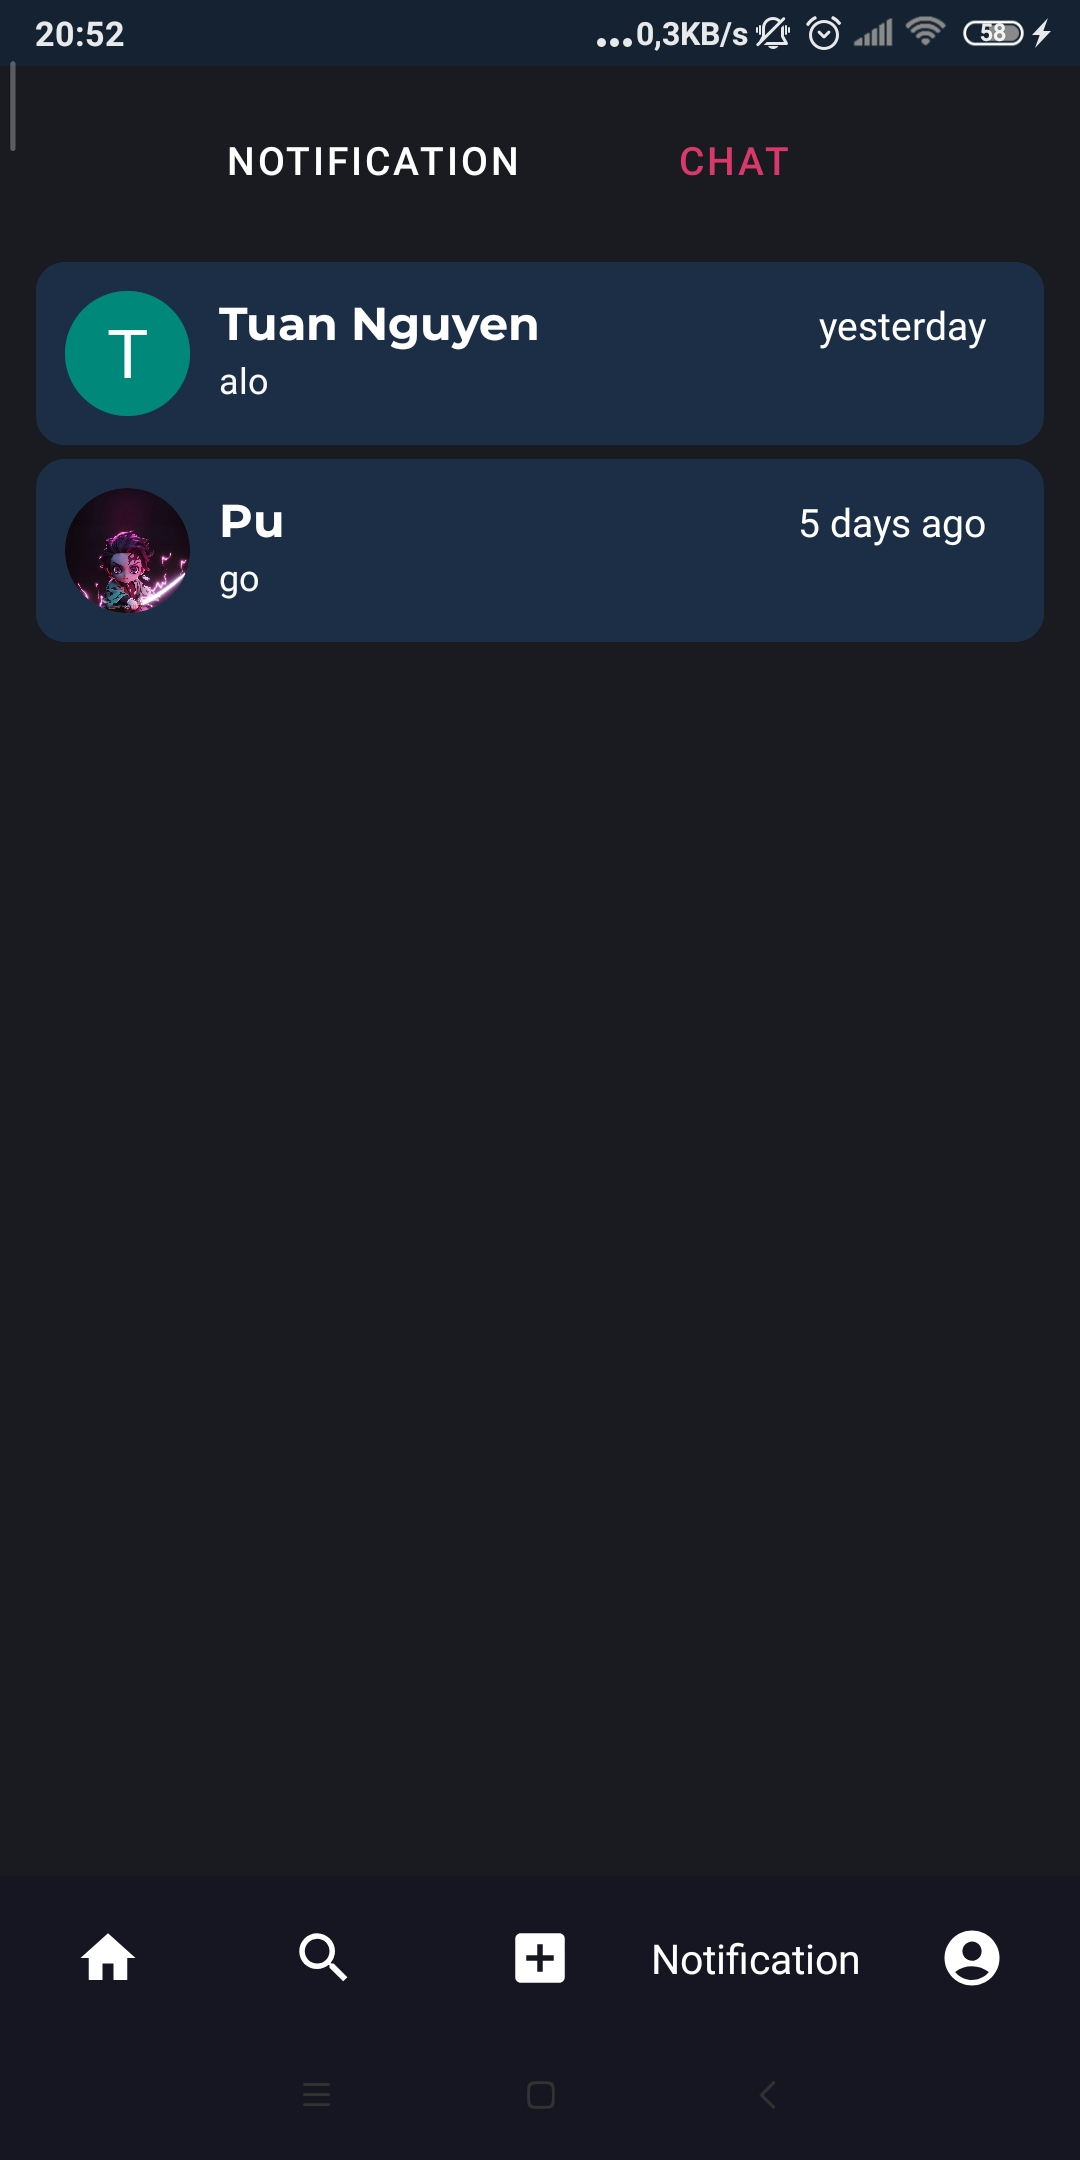 20:52 ...0,3KB/s 58
NOTIFICATION CHAT
T Tuan Nguyen yesterday
alo
Pu 5 days ago
go
Notification